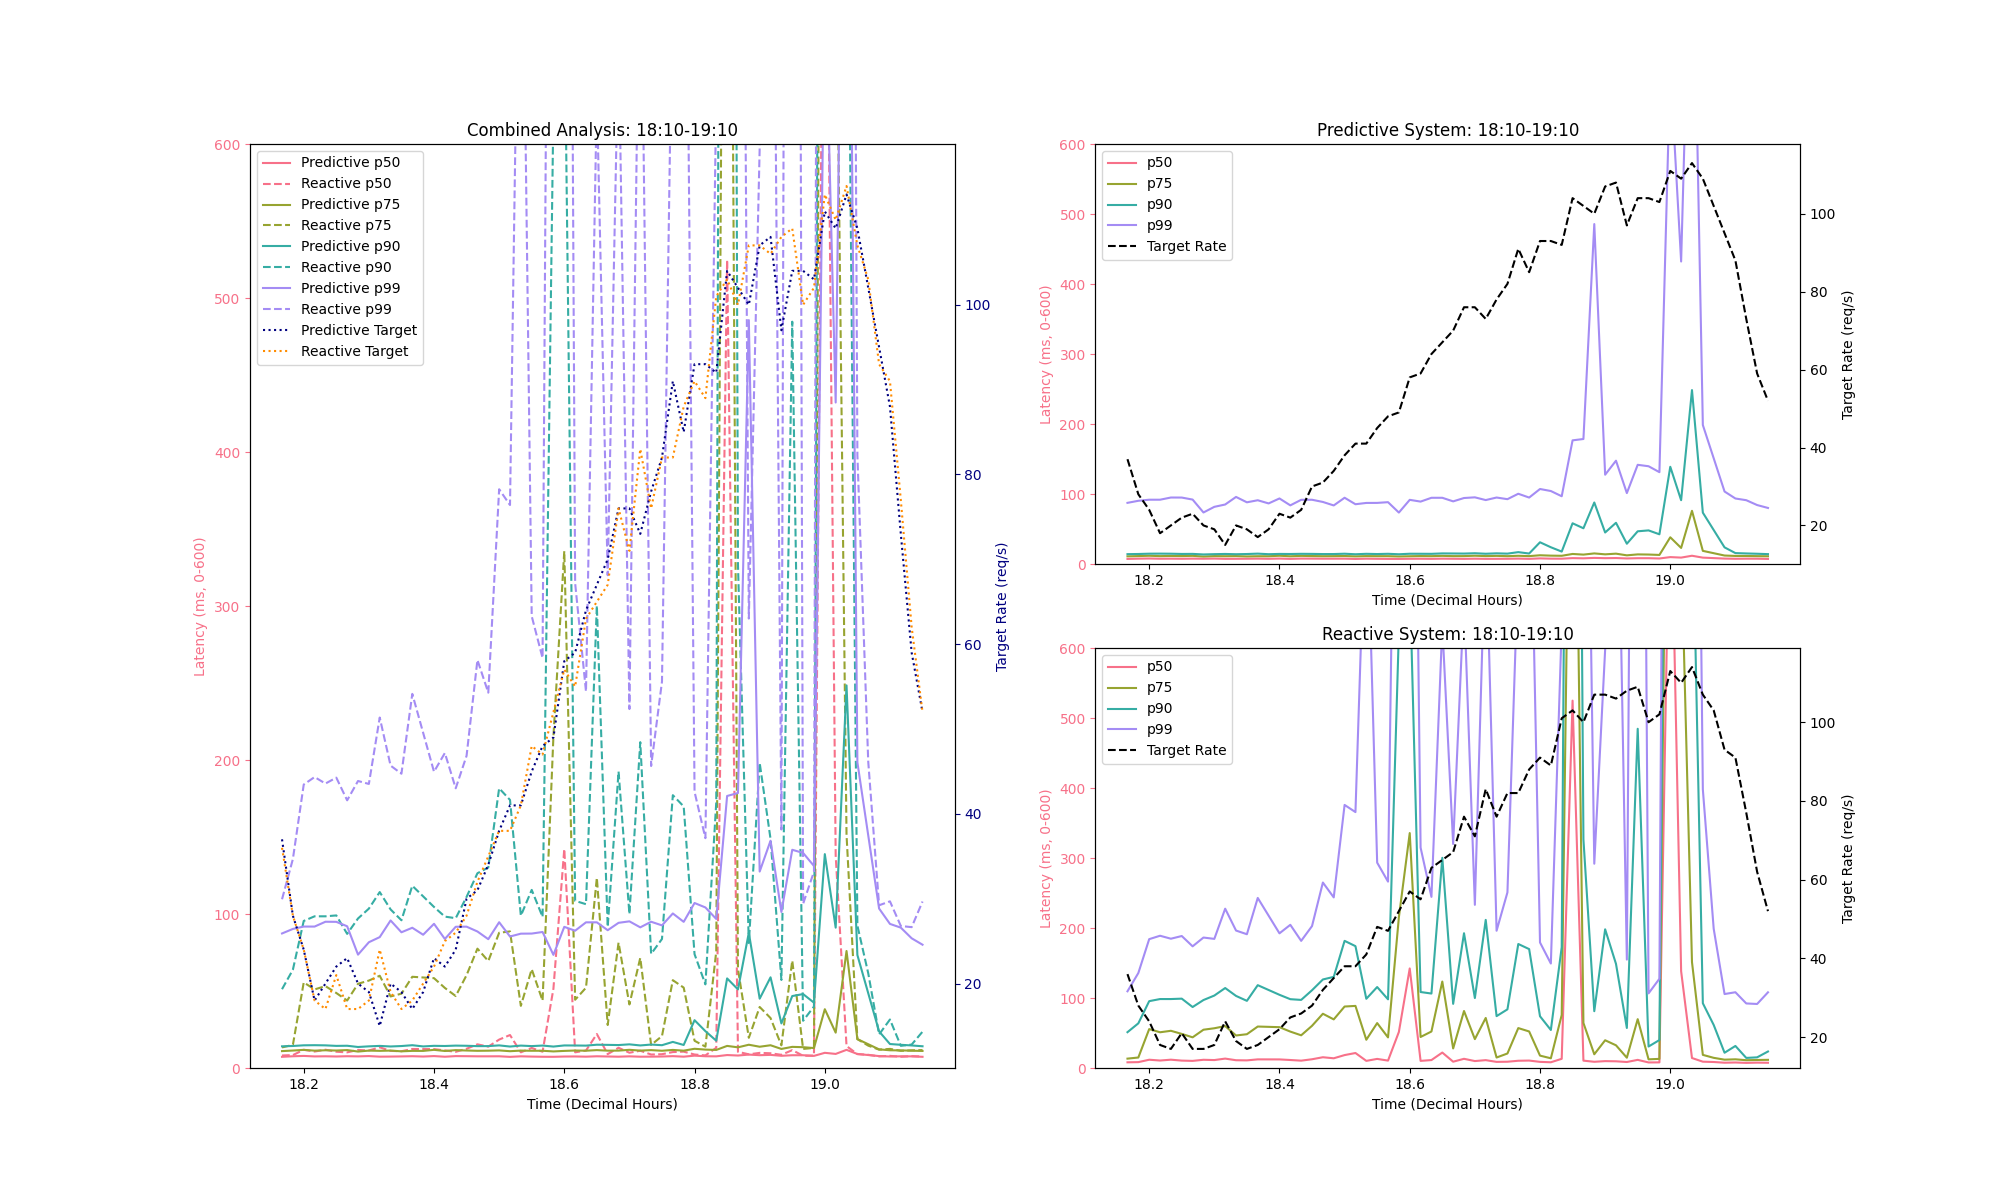 Combined Analysis: 18:10-19:10
600
500
400
300
200
100
0
Latency (ms, 0-600)
Predictive p50
Reactive p50
Predictive p75
Reactive p75
Predictive p90
Reactive p90
Predictive p99
Reactive p99
Predictive Target
Reactive Target
100
80
60
40
20
Target Rate (req/s)
18.2 18.4 18.6 18.8 19.0
Time (Decimal Hours)
Predictive System: 18:10-19:10
600
500
400
300
200
100
0
Latency (ms, 0-600)
p50
p75
p90
p99
Target Rate
100
80
60
40
20
Target Rate (req/s)
18.2 18.4 18.6 18.8 19.0
Time (Decimal Hours)
Reactive System: 18:10-19:10
600
500
400
300
200
100
0
Latency (ms, 0-600)
p50
p75
p90
p99
Target Rate
100
80
60
40
20
Target Rate (req/s)
18.2 18.4 18.6 18.8 19.0
Time (Decimal Hours)